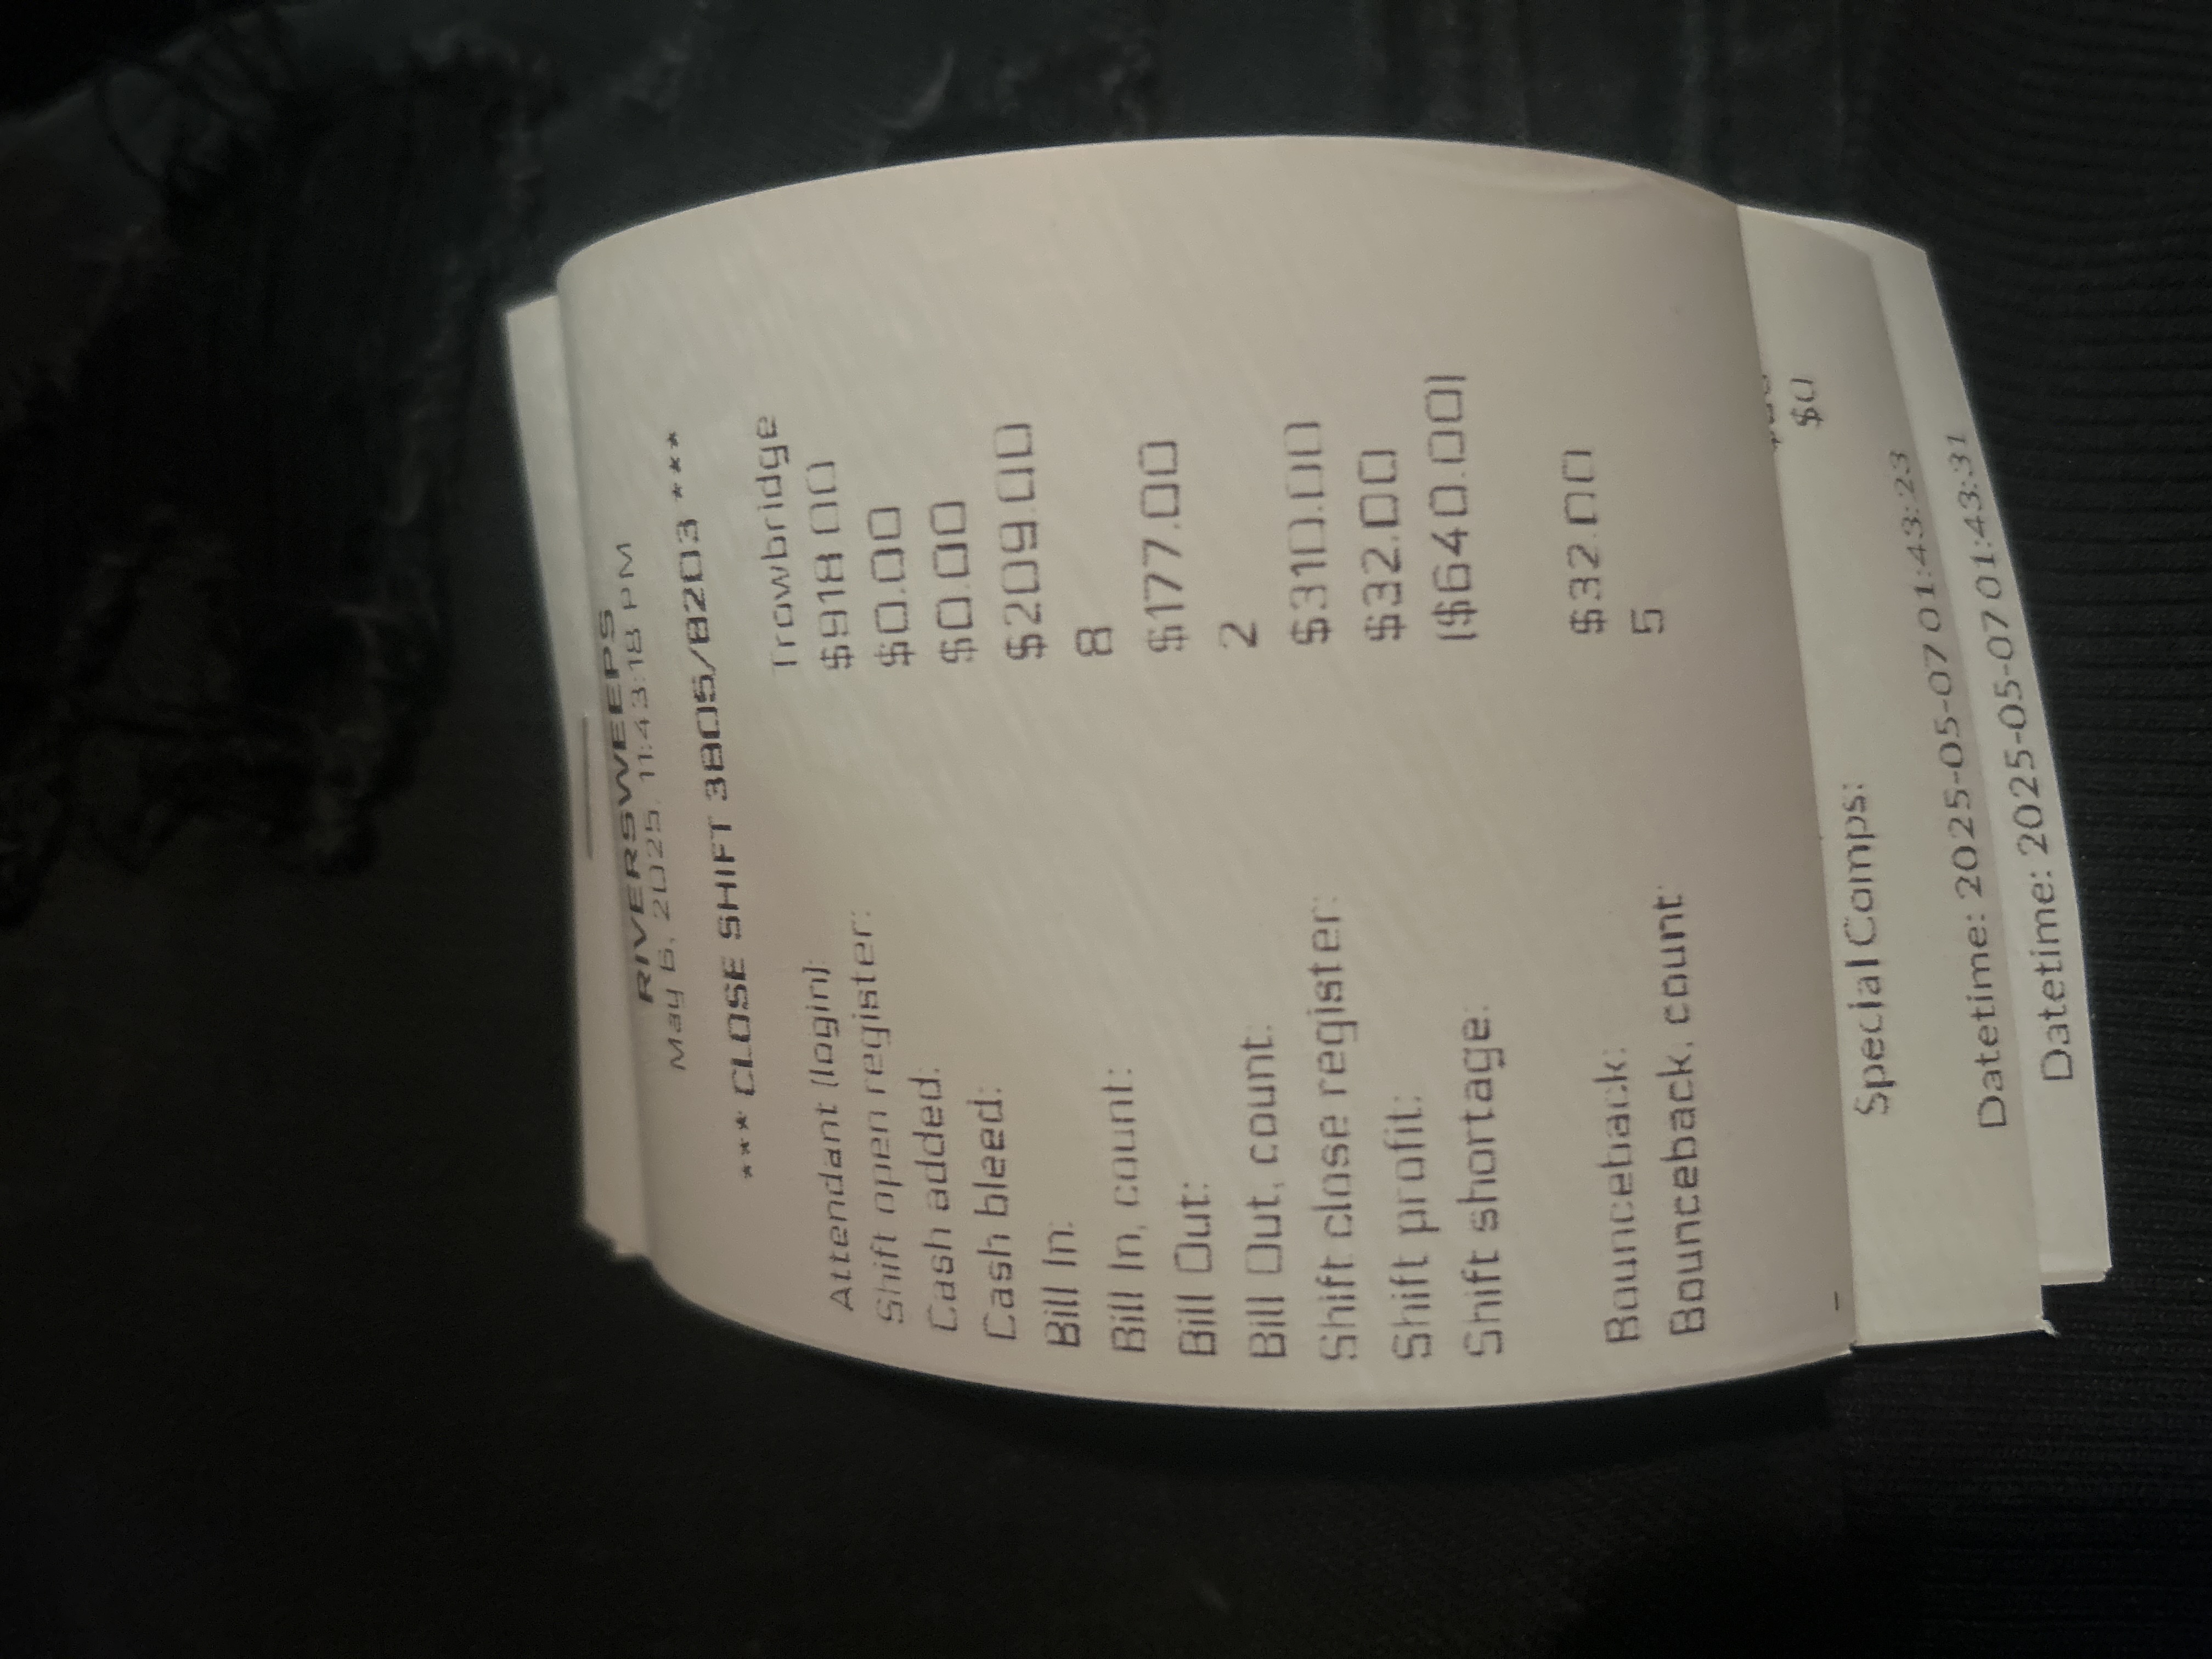 RIVERSWEEPS
May 6, 2025, 11:43:18 PM
*** CLOSE SHIFT 3805/8203 ***
Attendant (login): Trowbridge
Shift open register: $918.00
Cash added: $0.00
Cash bleed: $0.00
Bill In: $209.00
Bill In, count: 8
Bill Out: $177.00
Bill Out, count: 2
Shift close register: $310.00
Shift profit: $32.00
Shift shortage: ($640.00)
Bounceback: $32.00
Bounceback, count: 5
Special Comps: $0
Datetime: 2025-05-07 01:43:23
Datetime: 2025-05-07 01:43:31